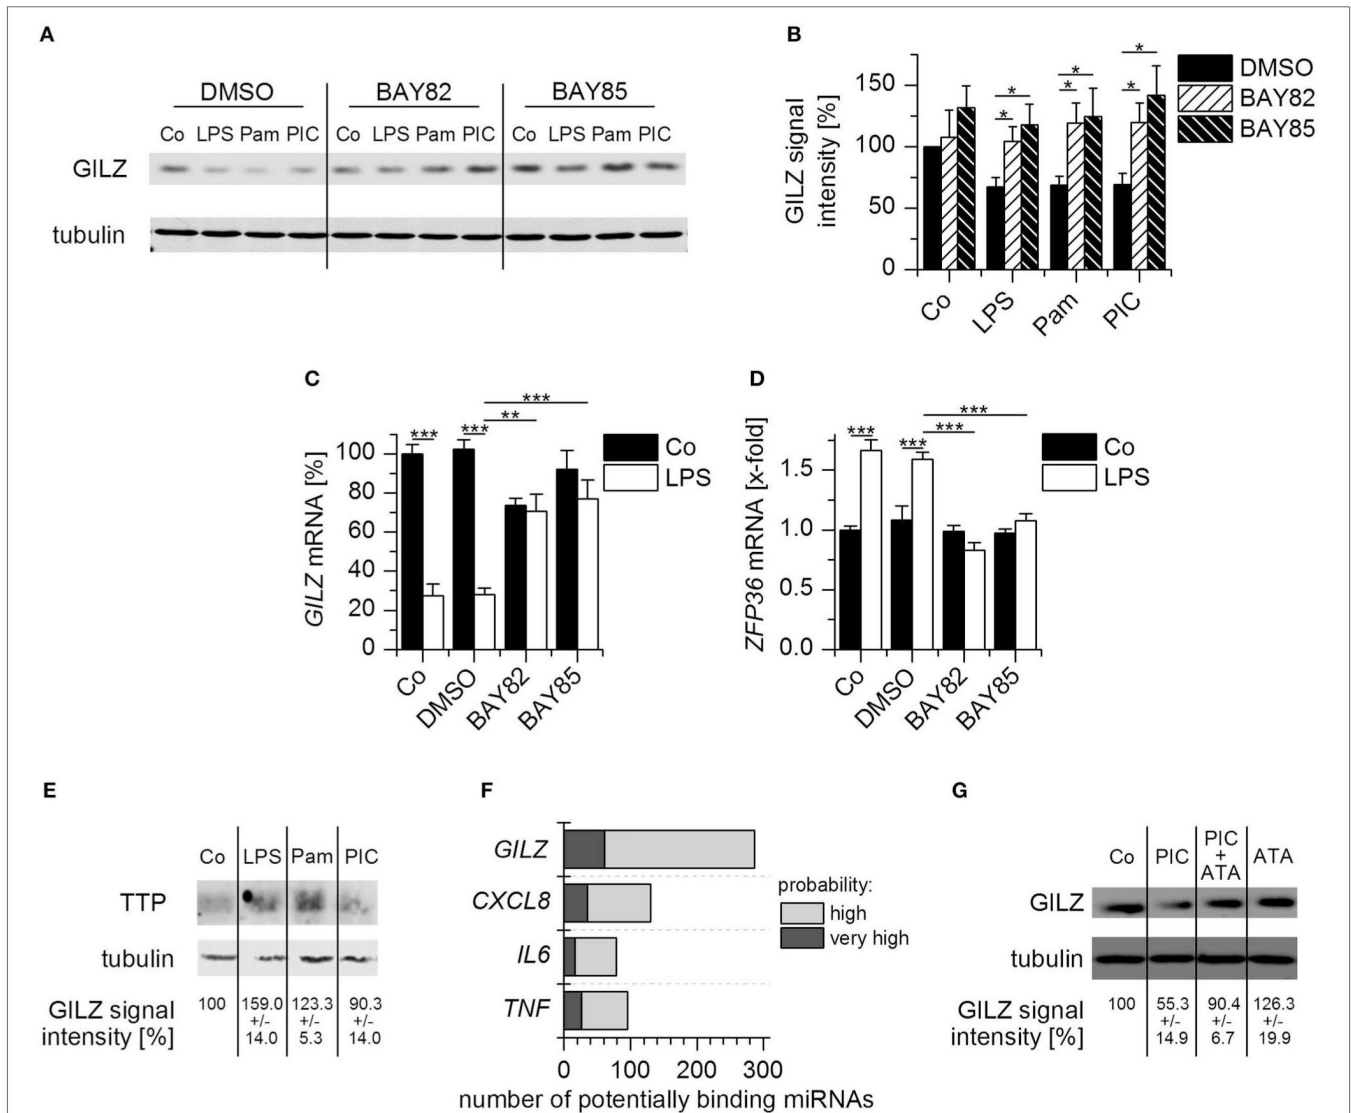 A
DMSO BAY82 BAY85
Co LPS Pam PIC Co LPS Pam PIC Co LPS Pam PIC
GILZ
tubulin
B
GILZ signal
intensity [%]
150
100
50
0
* * * * * *
Co LPS Pam PIC
DMSO
BAY82
BAY85
C
GILZ mRNA [%]
100
80
60
40
20
0
***
**
*** ***
Co DMSO BAY82 BAY85
Co
LPS
D
ZFP36 mRNA [x-fold]
1.5
1.0
0.5
0.0
***
***
*** ***
Co DMSO BAY82 BAY85
Co
LPS
E
Co LPS Pam PIC
TTP
tubulin
GILZ signal
intensity [%]
100 159.0 123.3 90.3
+/- +/- +/-
14.0 5.3 14.0
F
GILZ
CXCL8
IL6
TNF
0 100 200 300
number of potentially binding miRNAs
probability:
high
very high
G
Co PIC PIC + ATA ATA
GILZ
tubulin
GILZ signal
intensity [%]
100 55.3 90.4 126.3
+/- +/- +/-
14.9 6.7 19.9